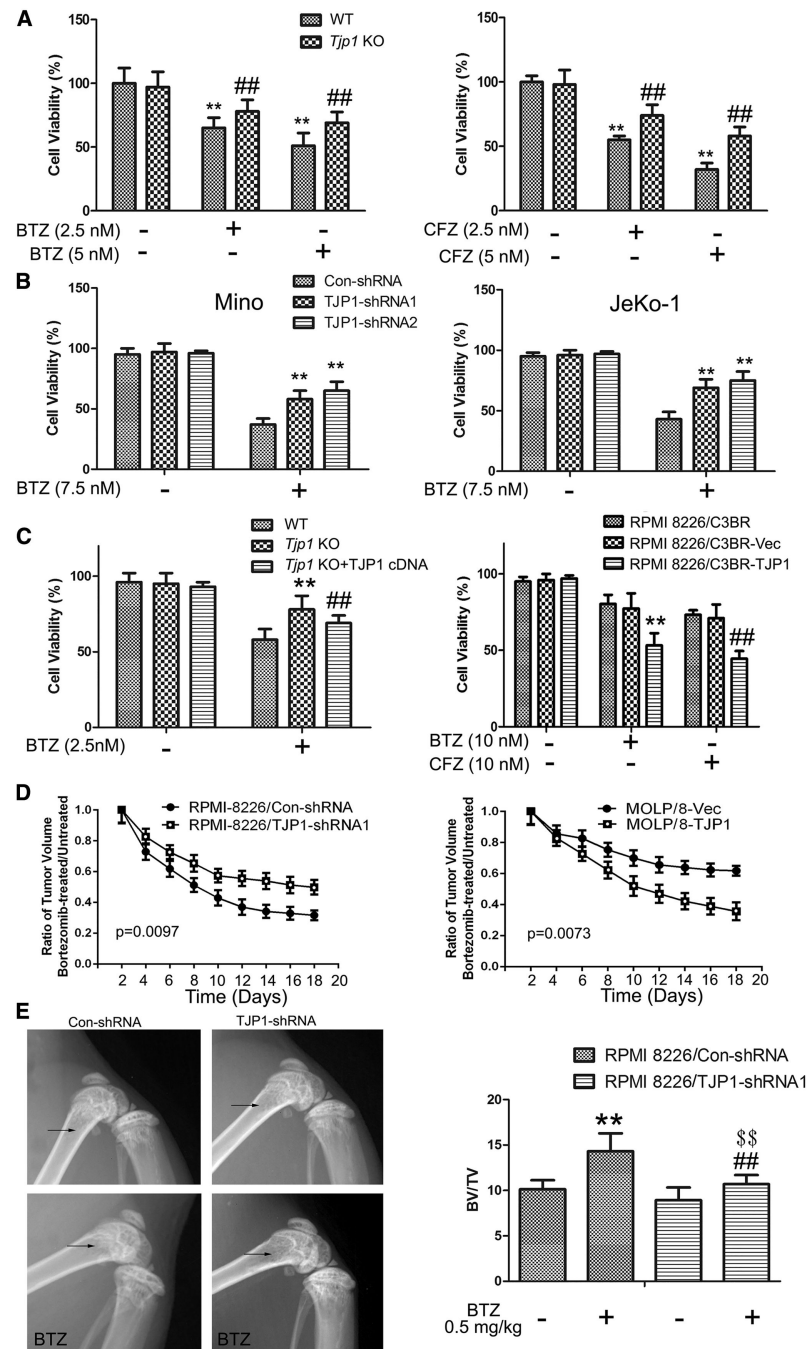 A
WT
Tjp1 KO
Cell Viability (%)
150
100
50
0
** ## ** ##
BTZ (2.5 nM) - + -
BTZ (5 nM) - - +
Cell Viability (%)
150
100
50
0
** ## ** ##
CFZ (2.5 nM) - + -
CFZ (5 nM) - - +
B
Mino
Con-shRNA
TJP1-shRNA1
TJP1-shRNA2
Cell Viability (%)
150
100
50
0
** **
BTZ (7.5 nM) - +
JeKo-1
Cell Viability (%)
150
100
50
0
** **
BTZ (7.5 nM) - +
C
WT
Tjp1 KO
Tjp1 KO+TJP1 cDNA
Cell Viability (%)
100
50
0
** ##
BTZ (2.5nM) - +
RPMI 8226/C3BR
RPMI 8226/C3BR-Vec
RPMI 8226/C3BR-TJP1
Cell Viability (%)
100
50
0
** ##
BTZ (10 nM) - + -
CFZ (10 nM) - - +
D
RPMI-8226/Con-shRNA
RPMI-8226/TJP1-shRNA1
Ratio of Tumor Volume
Bortezomib-treated/Untreated
1.0
0.8
0.6
0.4
0.2
0.0
p=0.0097
2 4 6 8 10 12 14 16 18 20
Time (Days)
MOLP/8-Vec
MOLP/8-TJP1
Ratio of Tumor Volume
Bortezomib-treated/Untreated
1.0
0.8
0.6
0.4
0.2
0.0
p=0.0073
2 4 6 8 10 12 14 16 18 20
Time (Days)
E
Con-shRNA TJP1-shRNA
BTZ BTZ
RPMI 8226/Con-shRNA
RPMI 8226/TJP1-shRNA1
BV/TV
20
15
10
5
0
**
$$
##
BTZ
0.5 mg/kg - + - +